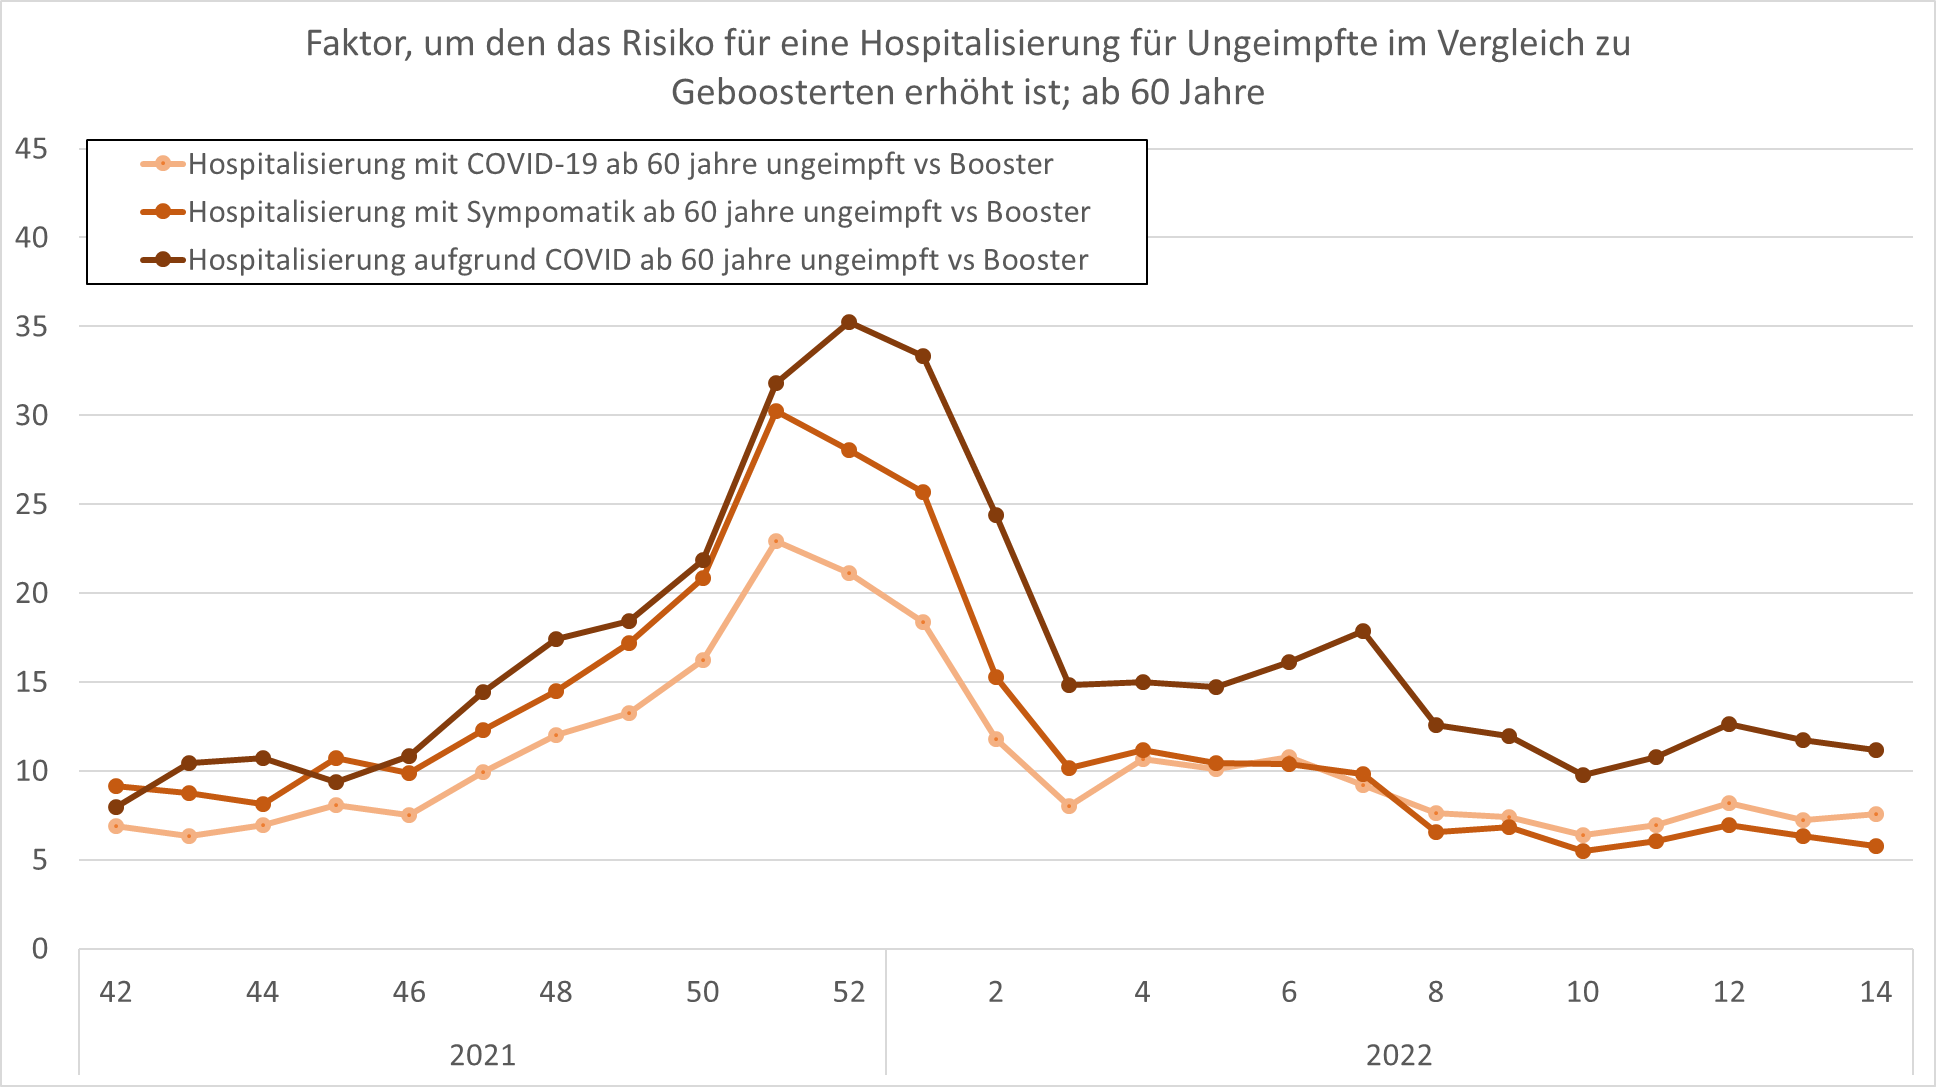 Faktor, um den das Risiko für eine Hospitalisierung für Ungeimpfte im Vergleich zu
Geboosterten erhöht ist; ab 60 Jahre
45
Hospitalisierung mit COVID-19 ab 60 jahre ungeimpft vs Booster
Hospitalisierung mit Sympomatik ab 60 jahre ungeimpft vs Booster
40
Hospitalisierung aufgrund COVID ab 60 jahre ungeimpft vs Booster
35
30
25
20
15
10
5
0
42 44 46 48 50 52 2 4 6 8 10 12 14
2021 2022